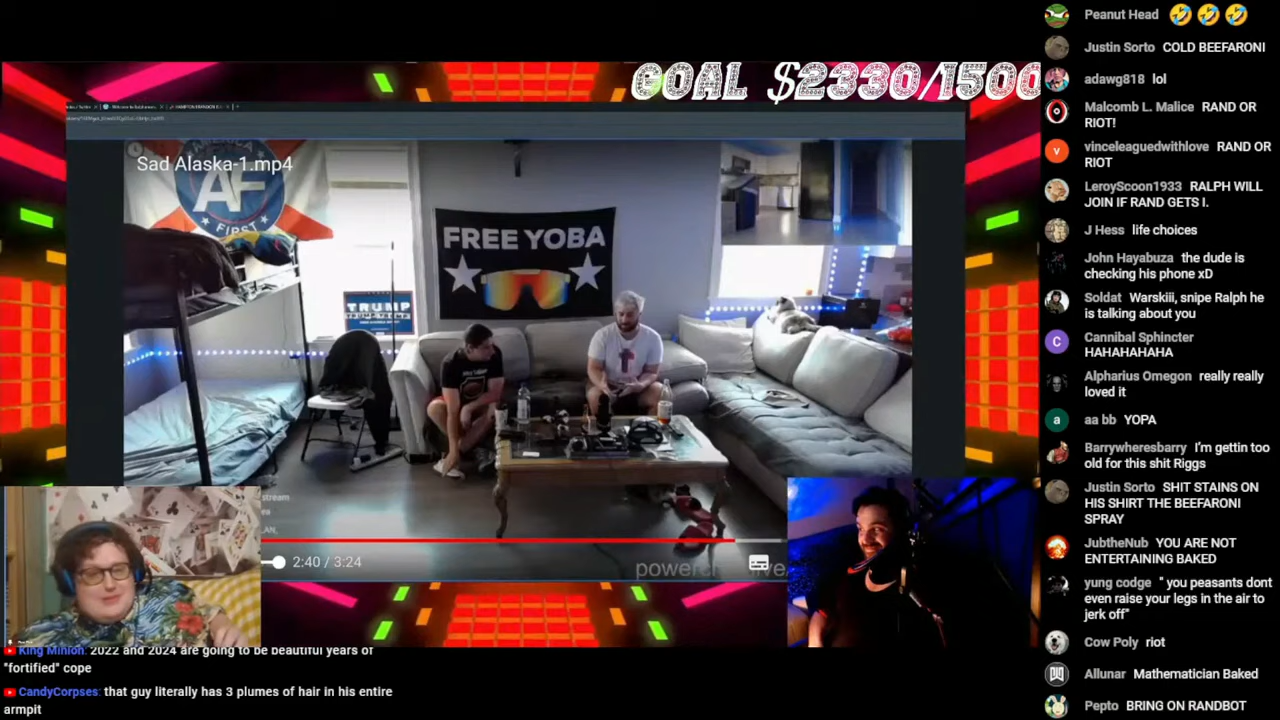 GOAL $2330/1500
Sad Alaska-1.mp4
AF
FIRST
FREE YOBA
TRUMP
stream
2:40 / 3:24
King Minion: 2022 and 2024 are going to be beautiful years of
"fortified" cope
CandyCorpses: that guy literally has 3 plumes of hair in his entire
armpit
Peanut Head 🤣🤣🤣
Justin Sorto COLD BEEFARONI
adawg818 lol
Malcomb L. Malice RAND OR
RIOT!
vinceleaguedwithlove RAND OR
RIOT
LeroyScoon1933 RALPH WILL
JOIN IF RAND GETS I.
J Hess life choices
John Hayabuza the dude is
checking his phone xD
Soldat Warskiii, snipe Ralph he
is talking about you
Cannibal Sphincter
HAHAHAHAHA
Alpharius Omegon really really
loved it
aa bb YOPA
Barrywheresbarry I'm gettin too
old for this shit Riggs
Justin Sorto SHIT STAINS ON
HIS SHIRT THE BEEFARONI
SPRAY
JubtheNub YOU ARE NOT
ENTERTAINING BAKED
yung codge " you peasants dont
even raise your legs in the air to
jerk off"
Cow Poly riot
Allunar Mathematician Baked
Pepto BRING ON RANDBOT